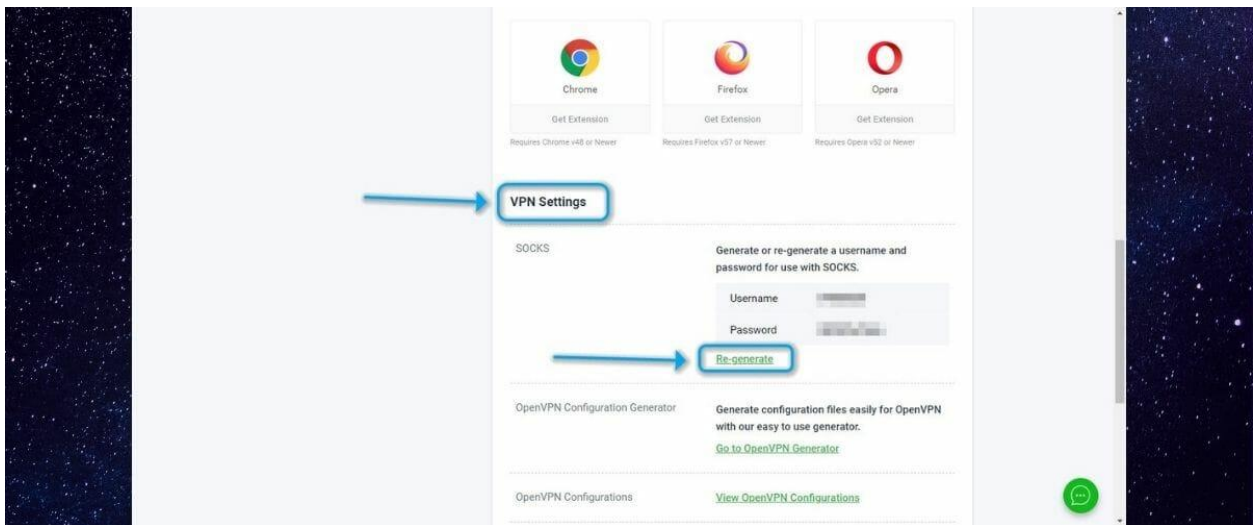 Chrome
Firefox
Opera
Get Extension
Get Extension
Get Extension
Requires Chrome v48 or Newer
Requires Firefox v57 or Newer
Requires Opera v52 or Newer
VPN Settings
SOCKS
Generate or re-generate a username and
password for use with SOCKS.
Username
Password
Re-generate
OpenVPN Configuration Generator
Generate configuration files easily for OpenVPN
with our easy to use generator.
Go to OpenVPN Generator
OpenVPN Configurations
View OpenVPN Configurations